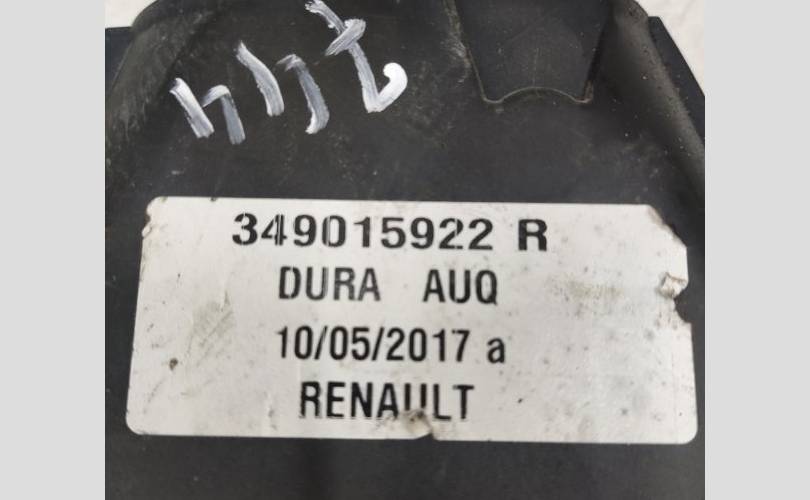 349015922 R
DURA AUQ
10/05/2017 a
RENAULT